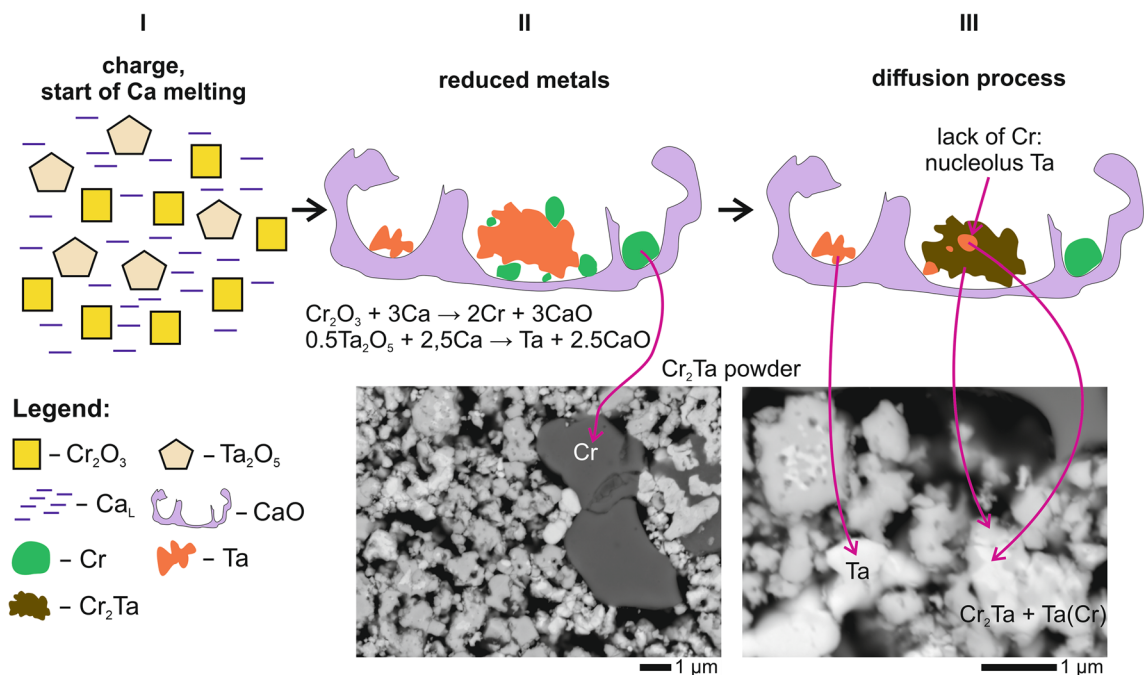 I
II
III
charge,
start of Ca melting
reduced metals
diffusion process
lack of Cr:
nucleolus Ta
Cr₂O₃ + 3Ca → 2Cr + 3CaO
0.5Ta₂O₅ + 2,5Ca → Ta + 2.5CaO
Cr₂Ta powder
Legend:
– Cr₂O₃
– Ta₂O₅
– Ca_L
– CaO
– Cr
– Ta
– Cr₂Ta
Cr
1 µm
Ta
Cr₂Ta + Ta(Cr)
1 µm